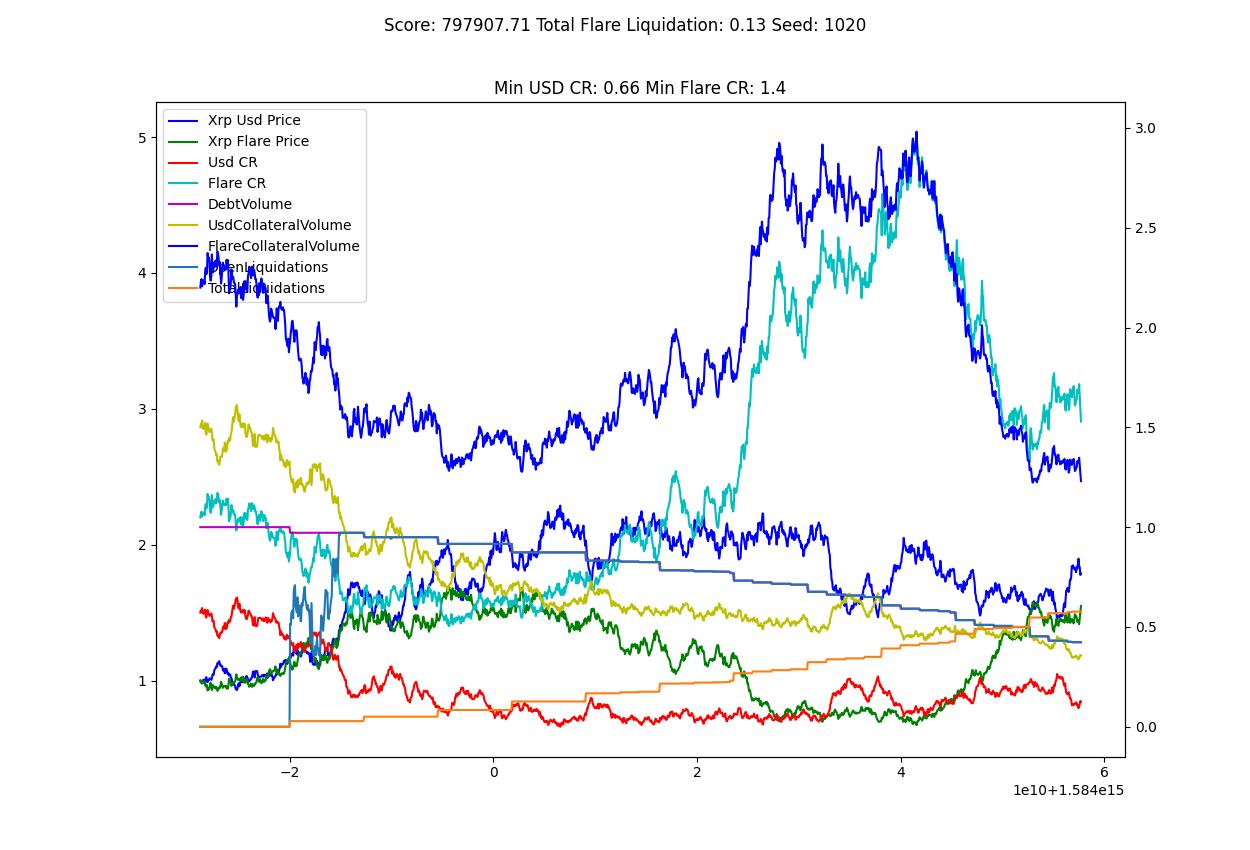 Score: 797907.71 Total Flare Liquidation: 0.13 Seed: 1020
Min USD CR: 0.66 Min Flare CR: 1.4
Xrp Usd Price
Xrp Flare Price
Usd CR
Flare CR
DebtVolume
UsdCollateralVolume
FlareCollateralVolume
OpenLiquidations
TotalLiquidations
5
4
3
2
1
3.0
2.5
2.0
1.5
1.0
0.5
0.0
−2 0 2 4 6
1e10+1.584e15